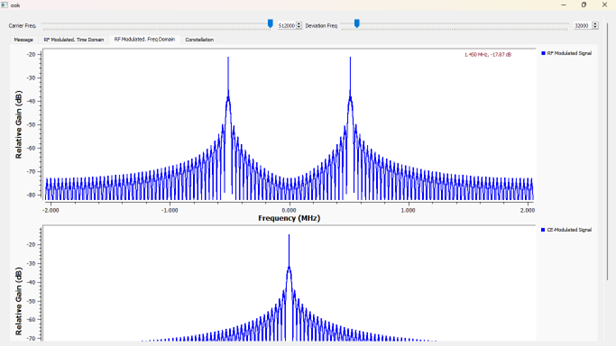 ook
Carrier Freq.
512000
Deviation Freq.
32000
Message
RF Modulated. Time Domain
RF Modulated. Freq Domain
Constellation
1.450 MHz, -17.87 dB
RF Modulated Signal
Relative Gain (dB)
-20
-30
-40
-50
-60
-70
-80
-2.000
-1.000
0.000
1.000
2.000
Frequency (MHz)
CE-Modulated Signal
Relative Gain (dB)
-20
-30
-40
-50
-60
-70